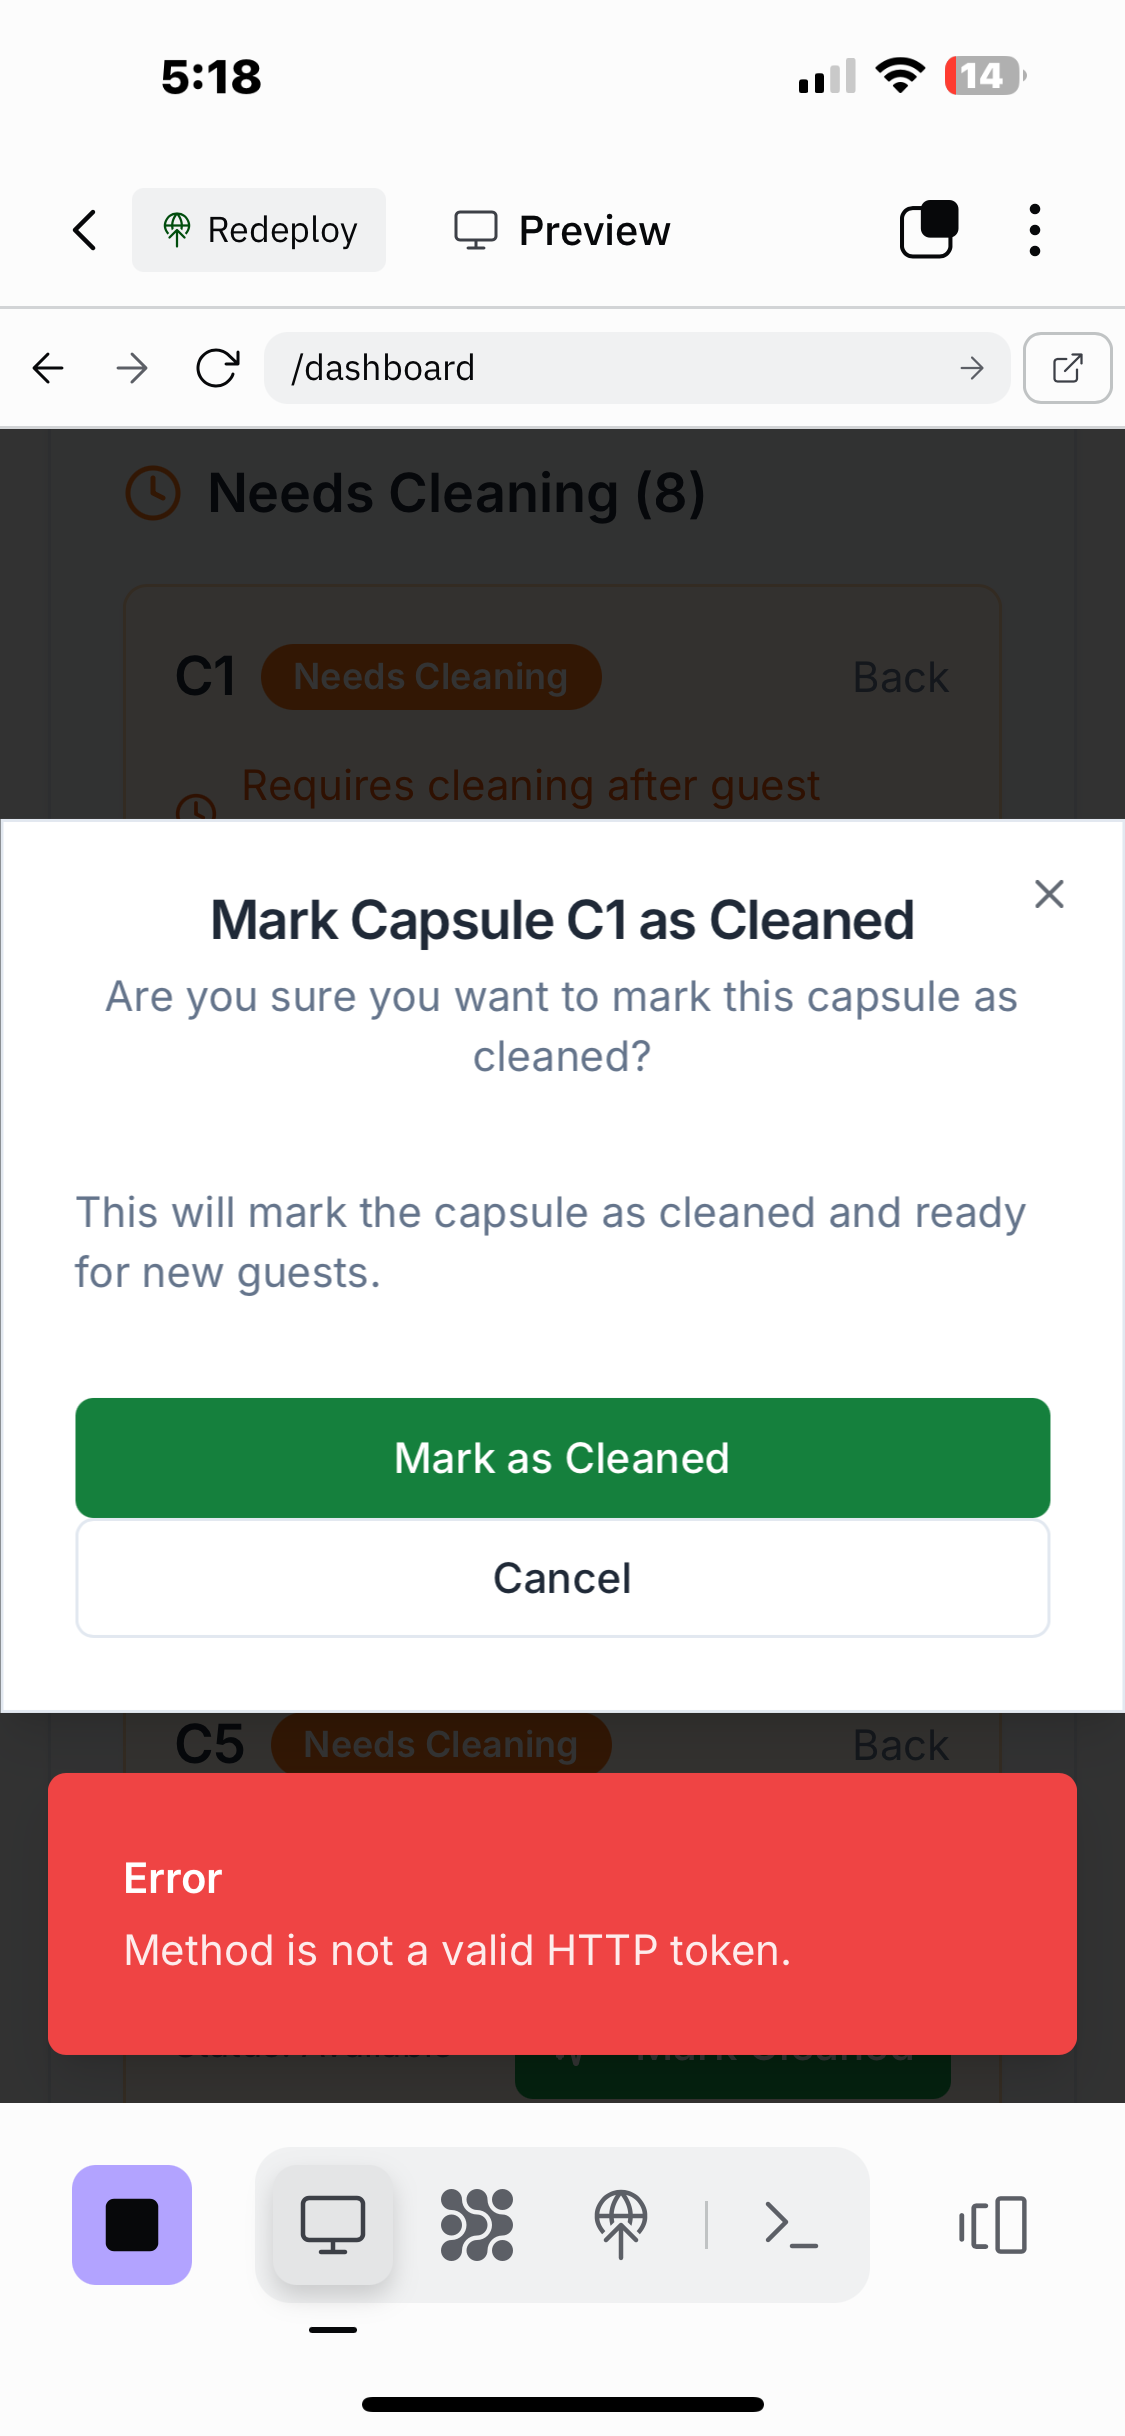 5:18
14
Redeploy
Preview
/dashboard
Needs Cleaning (8)
C1 Needs Cleaning Back
Requires cleaning after guest
Mark Capsule C1 as Cleaned
Are you sure you want to mark this capsule as
cleaned?
This will mark the capsule as cleaned and ready
for new guests.
Mark as Cleaned
Cancel
C5 Needs Cleaning Back
Error
Method is not a valid HTTP token.
Mark Cleaned